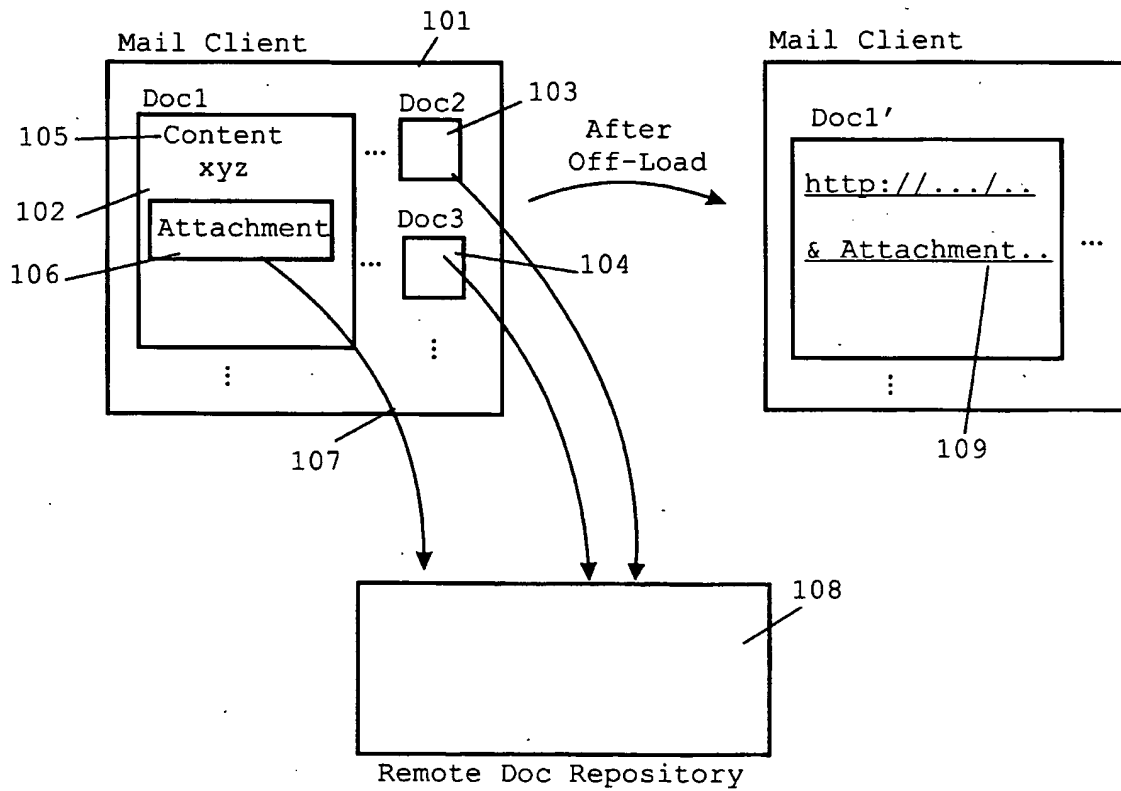 101
Mail Client
Mail Client
Doc1
Doc2
103
105
Content
xyz
...
After
Off-Load
Doc1'
http://.../..
102
Attachment
Doc3
& Attachment..
...
106
...
104
...
...
...
107
109
108
Remote Doc Repository